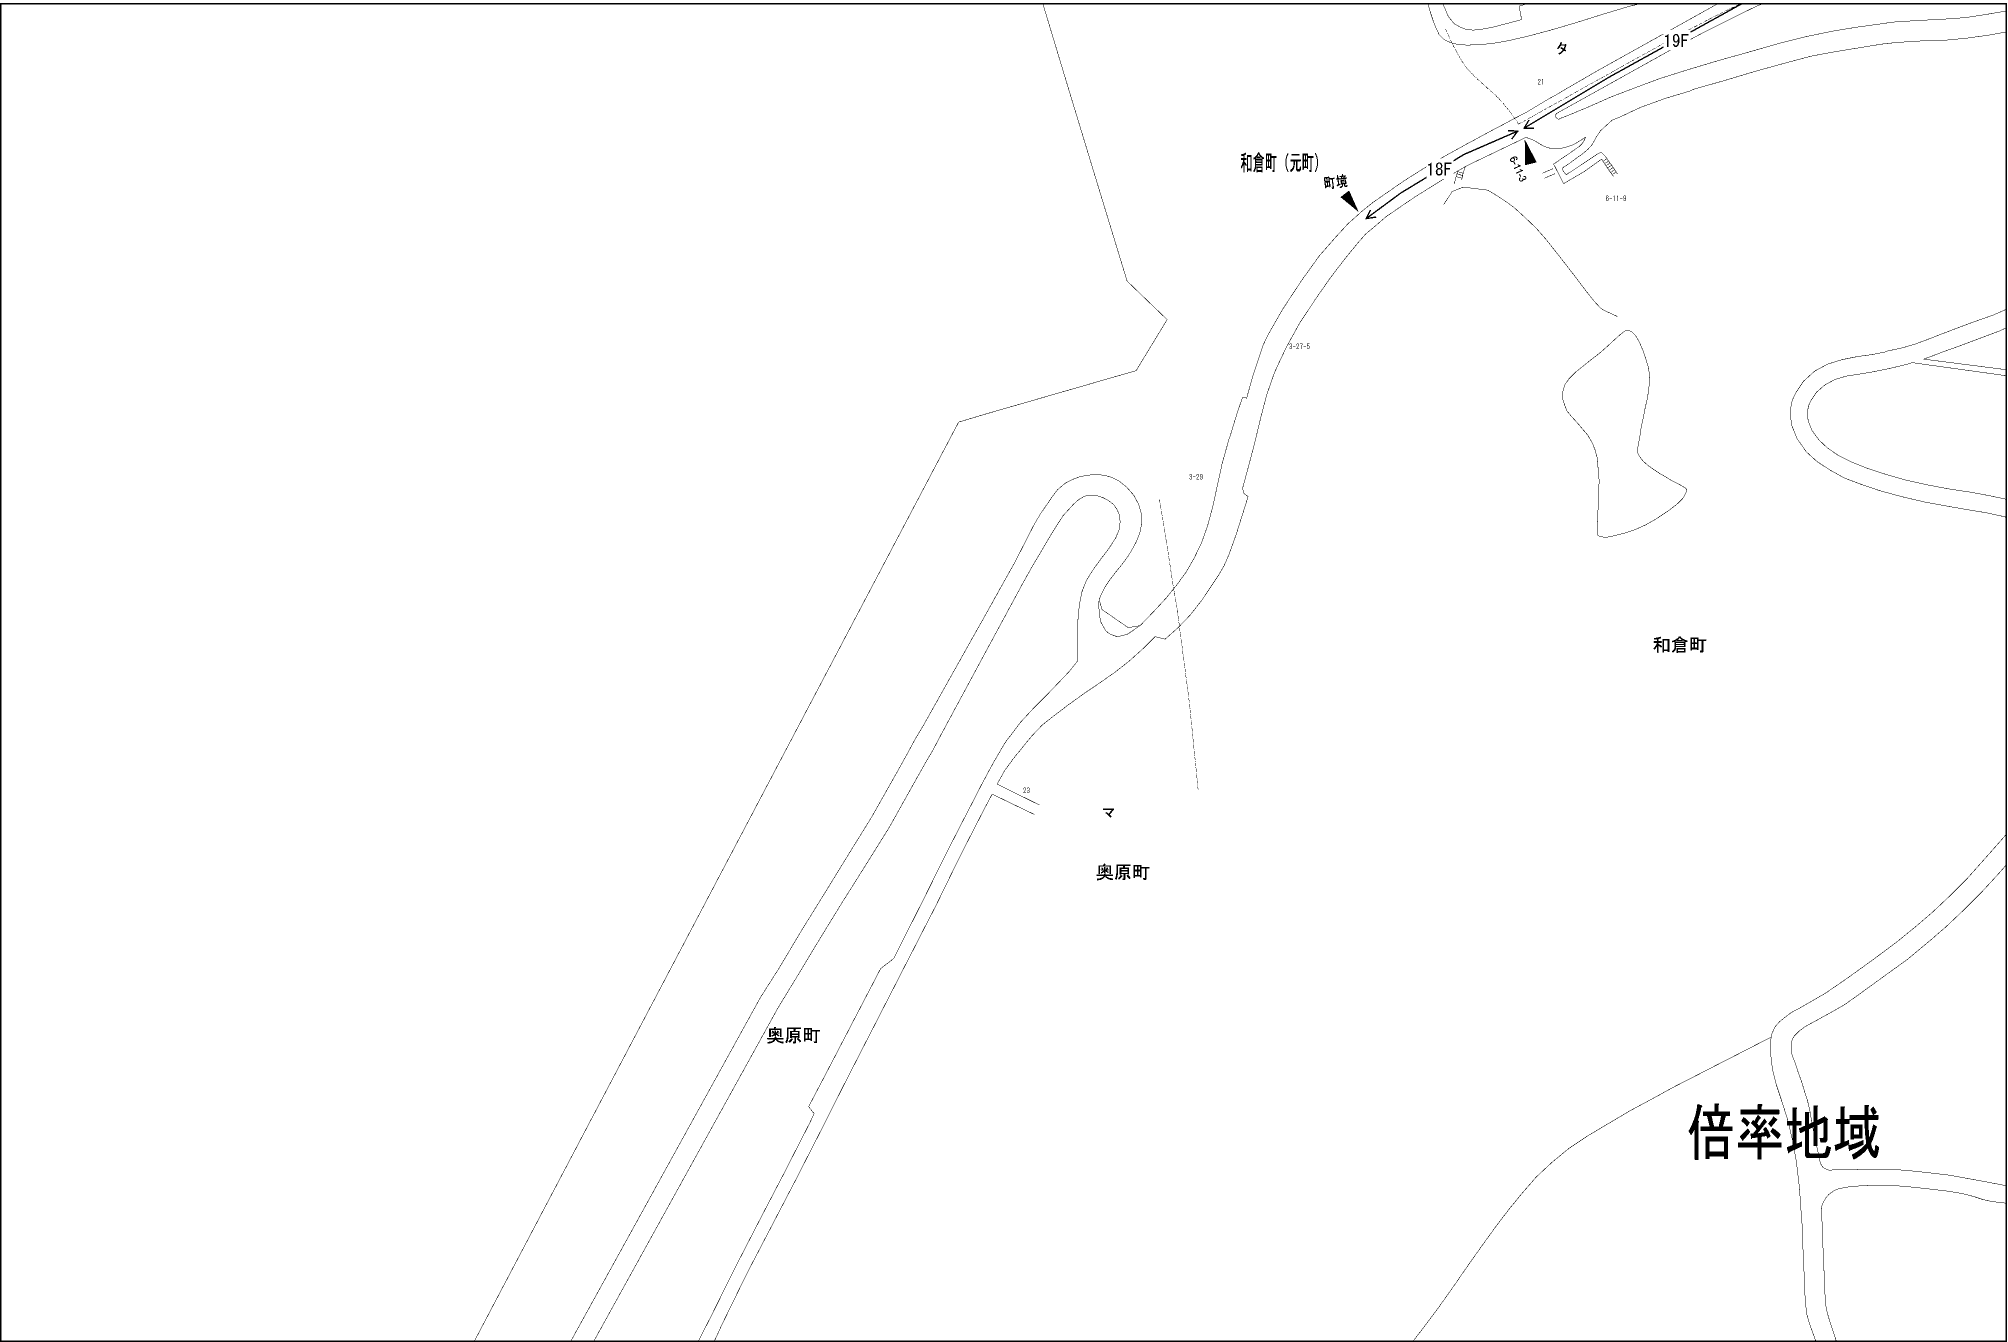 19F
タ
21
和倉町（元町）
18F
6-11-3
町境
6-11-9
3-27-5
3-29
和倉町
23
マ
奥原町
奥原町
倍率地域